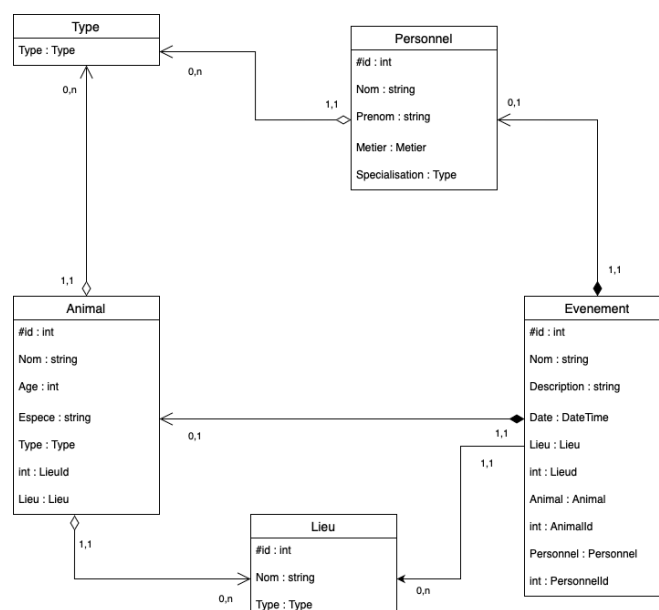 Type
Type : Type
0,n
0,n
Personnel
#id : int
Nom : string
Prenom : string
Metier : Metier
Specialisation : Type
1,1
0,1
1,1
1,1
Animal
#id : int
Nom : string
Age : int
Espece : string
Type : Type
int : LieuId
Lieu : Lieu
0,1
1,1
1,1
Evenement
#id : int
Nom : string
Description : string
Date : DateTime
Lieu : Lieu
int : Lieud
Animal : Animal
int : AnimalId
Personnel : Personnel
int : PersonnelId
1,1
0,n
0,n
Lieu
#id : int
Nom : string
Type : Type